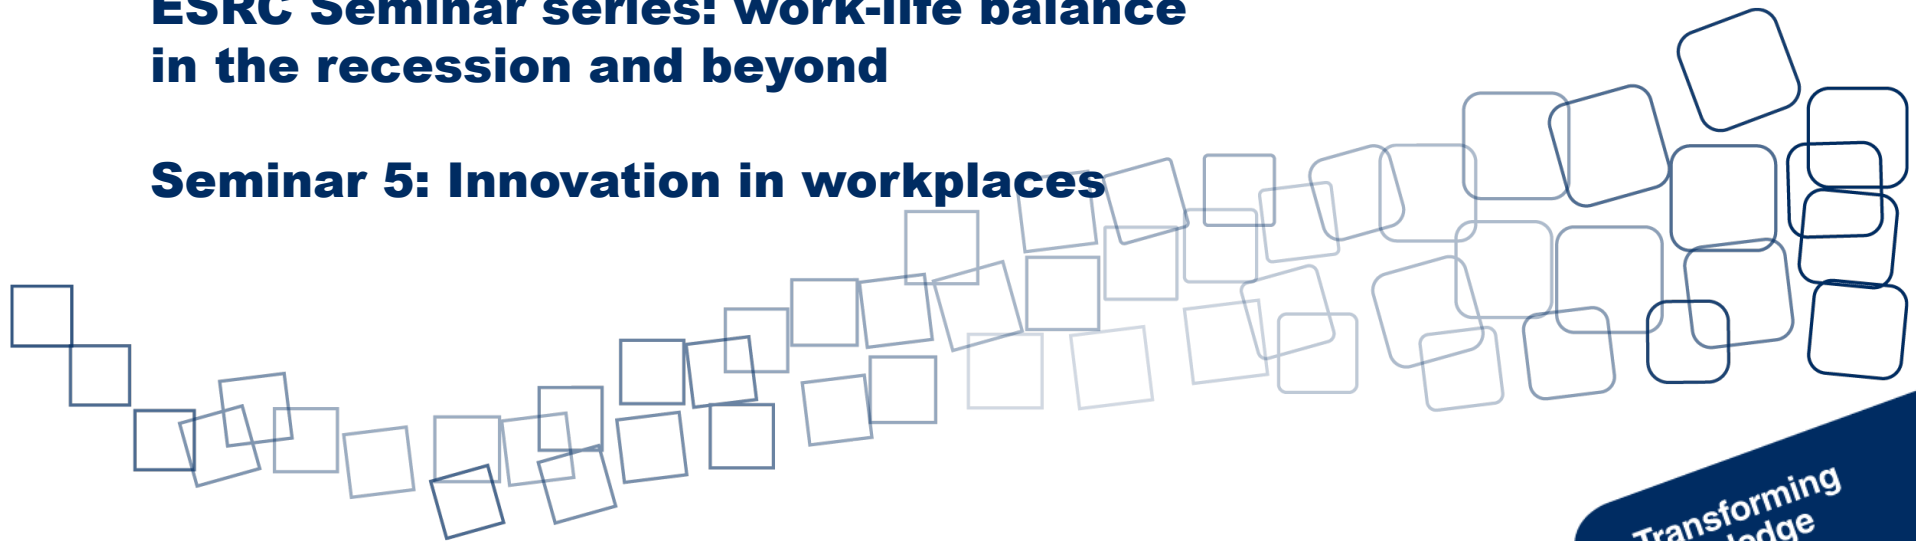 ESRC Seminar series: work-life balance
in the recession and beyond
Seminar 5: Innovation in workplaces
Transforming